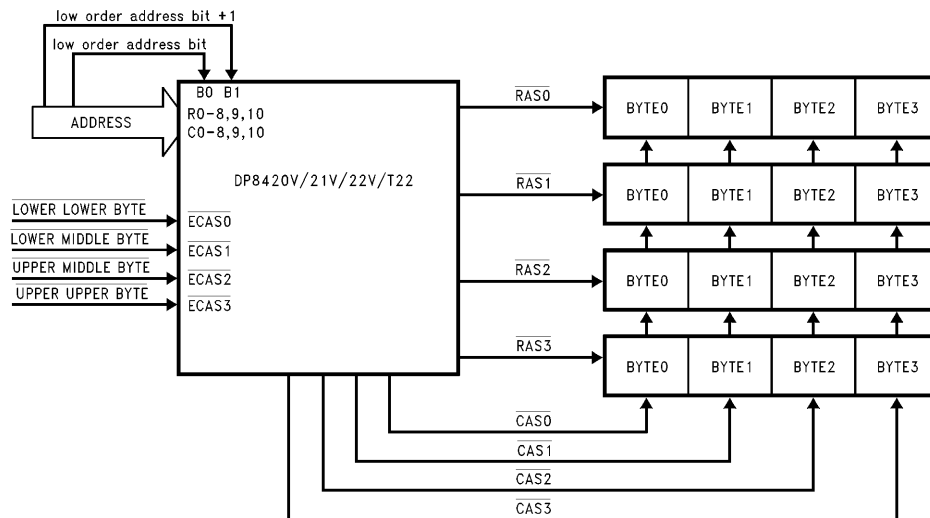 low order address bit +1
low order address bit
B0 B1
ADDRESS
R0-8,9,10
C0-8,9,10
DP8420V/21V/22V/T22
LOWER LOWER BYTE
ECAS0
LOWER MIDDLE BYTE
ECAS1
UPPER MIDDLE BYTE
ECAS2
UPPER UPPER BYTE
ECAS3
RAS0
BYTE0 BYTE1 BYTE2 BYTE3
RAS1
BYTE0 BYTE1 BYTE2 BYTE3
RAS2
BYTE0 BYTE1 BYTE2 BYTE3
RAS3
BYTE0 BYTE1 BYTE2 BYTE3
CAS0
CAS1
CAS2
CAS3